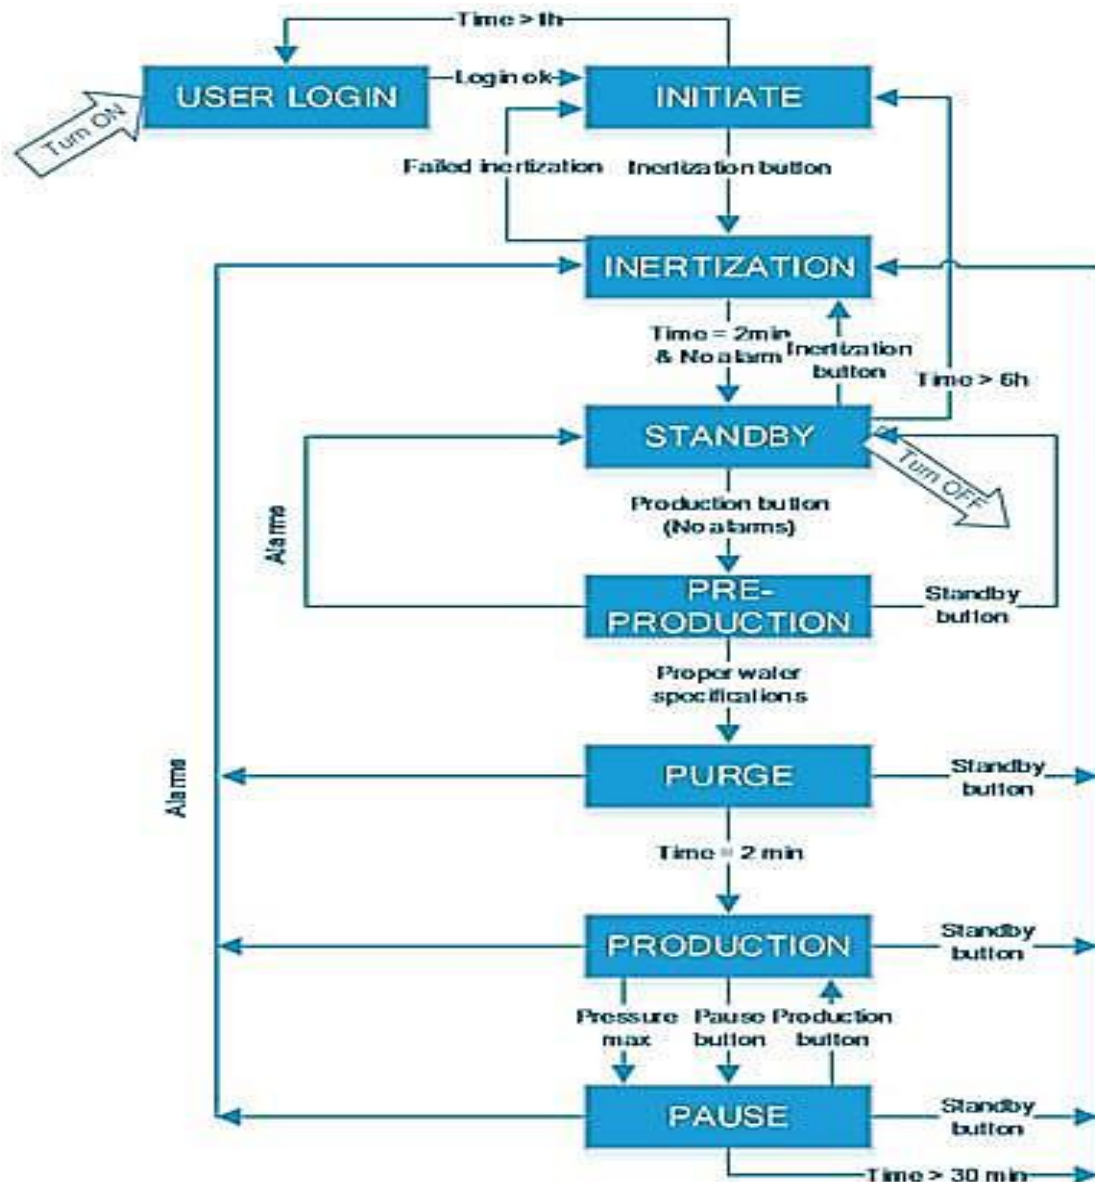 Time > 1h
USER LOGIN
Login ok
INITIATE
Turn ON
Failed inertization
Inertization button
INERTIZATION
Time = 2min
& No alarm
Inertization
button
Time > 6h
STANDBY
Turn OFF
Production button
(No alarms)
Alarms
PRE-
PRODUCTION
Standby
button
Proper water
specifications
Alarms
PURGE
Standby
button
Time = 2 min
PRODUCTION
Standby
button
Pressure
max
Pause
button
Production
button
PAUSE
Standby
button
Time > 30 min